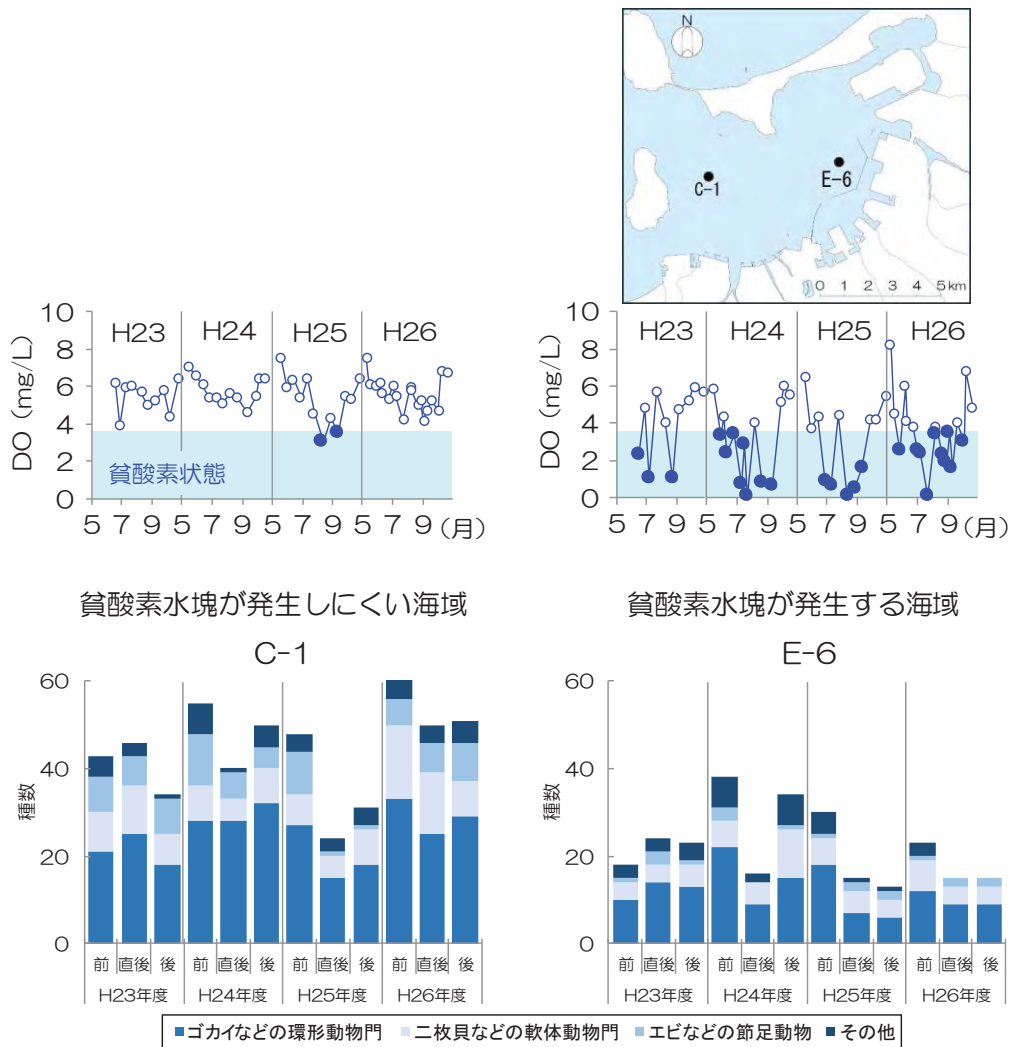 N
C-1
E-6
0 1 2 3 4 5km
DO (mg/L)
10
8
6
4
2
0
H23 H24 H25 H26
貧酸素状態
5 7 9 5 7 9 5 7 9 5 7 9 (月)
DO (mg/L)
10
8
6
4
2
0
H23 H24 H25 H26
5 7 9 5 7 9 5 7 9 5 7 9 (月)
貧酸素水塊が発生しにくい海域
C-1
種数
60
40
20
0
前 直後 後 前 直後 後 前 直後 後 前 直後 後
H23年度 H24年度 H25年度 H26年度
貧酸素水塊が発生する海域
E-6
種数
60
40
20
0
前 直後 後 前 直後 後 前 直後 後 前 直後 後
H23年度 H24年度 H25年度 H26年度
ゴカイなどの環形動物門 二枚貝などの軟体動物門 エビなどの節足動物 その他